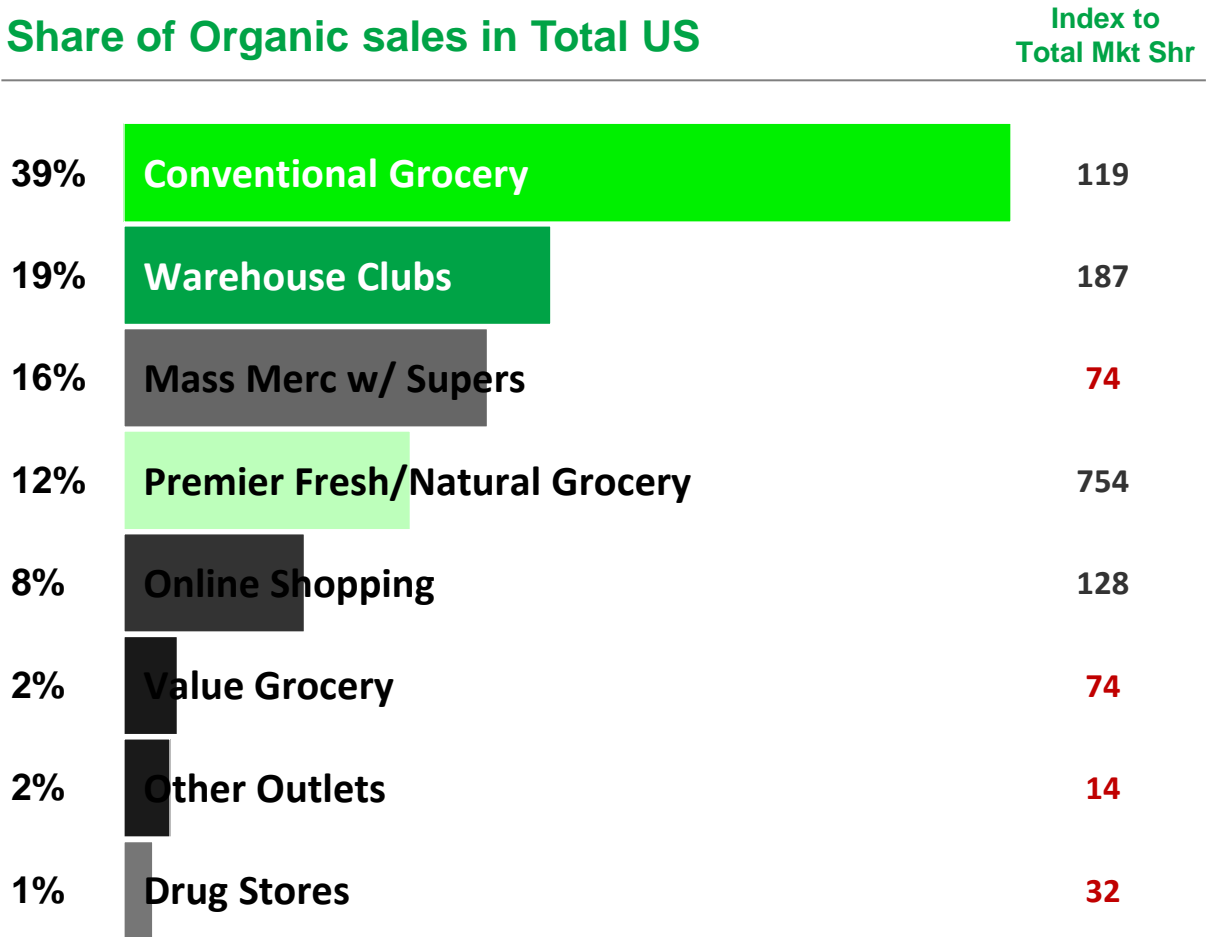 Share of Organic sales in Total US
Index to
Total Mkt Shr
39% Conventional Grocery 119
19% Warehouse Clubs 187
16% Mass Merc w/ Supers 74
12% Premier Fresh/Natural Grocery 754
8% Online Shopping 128
2% Value Grocery 74
2% Other Outlets 14
1% Drug Stores 32